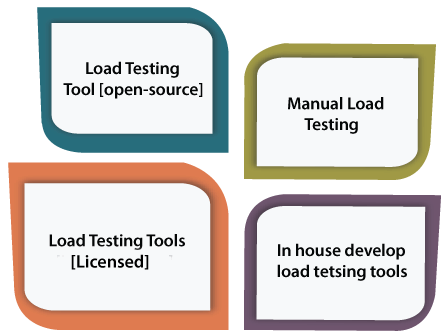 Load Testing
Tool [open-source]
Manual Load
Testing
Load Testing Tools
[Licensed]
In house develop
load tetsing tools